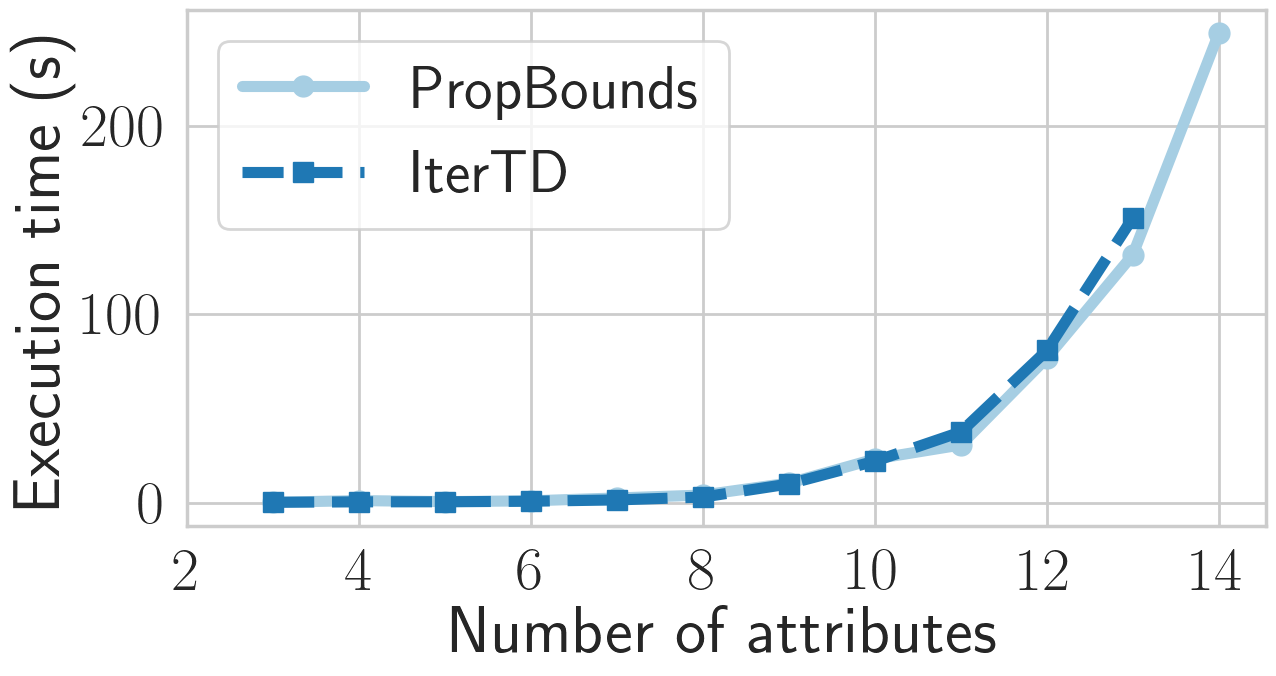 Execution time (s)
200
100
0
PropBounds
IterTD
2 4 6 8 10 12 14
Number of attributes